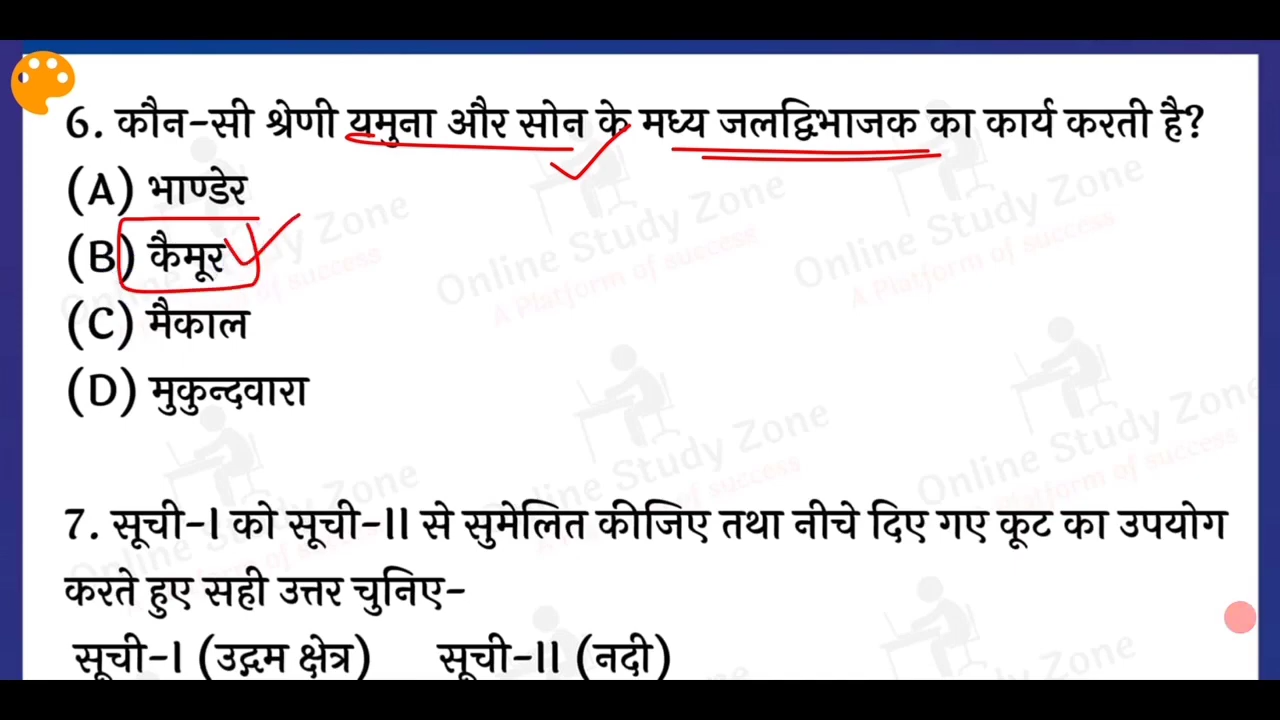 6. कौन-सी श्रेणी यमुना और सोन के मध्य जलद्विभाजक का कार्य करती है?
(A) भाण्डेर
(B) कैमूर
(C) मैकाल
(D) मुकुन्दवारा
7. सूची-I को सूची-II से सुमेलित कीजिए तथा नीचे दिए गए कूट का उपयोग
करते हुए सही उत्तर चुनिए-
सूची-I (उद्गम क्षेत्र) सूची-II (नदी)
Online Study Zone
A Platform of success